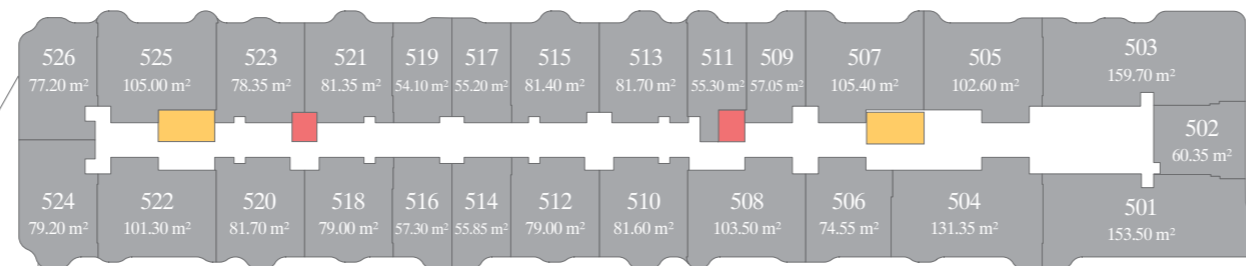 526
77.20 m²
525
105.00 m²
523
78.35 m²
521
81.35 m²
519
54.10 m²
517
55.20 m²
515
81.40 m²
513
81.70 m²
511
55.30 m²
509
57.05 m²
507
105.40 m²
505
102.60 m²
503
159.70 m²
502
60.35 m²
524
79.20 m²
522
101.30 m²
520
81.70 m²
518
79.00 m²
516
57.30 m²
514
55.85 m²
512
79.00 m²
510
81.60 m²
508
103.50 m²
506
74.55 m²
504
131.35 m²
501
153.50 m²